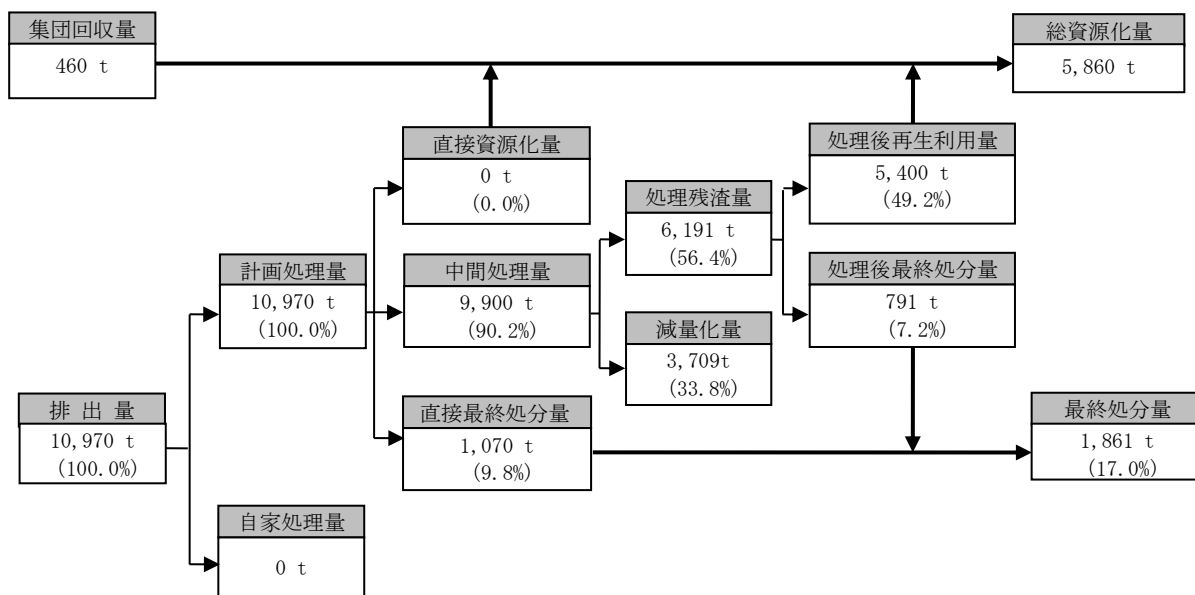 集団回収量
460 t
総資源化量
5,860 t
直接資源化量
0 t
(0.0%)
処理後再生利用量
5,400 t
(49.2%)
処理残渣量
6,191 t
(56.4%)
計画処理量
10,970 t
(100.0%)
中間処理量
9,900 t
(90.2%)
処理後最終処分量
791 t
(7.2%)
減量化量
3,709t
(33.8%)
排 出 量
10,970 t
(100.0%)
直接最終処分量
1,070 t
(9.8%)
最終処分量
1,861 t
(17.0%)
自家処理量
0 t